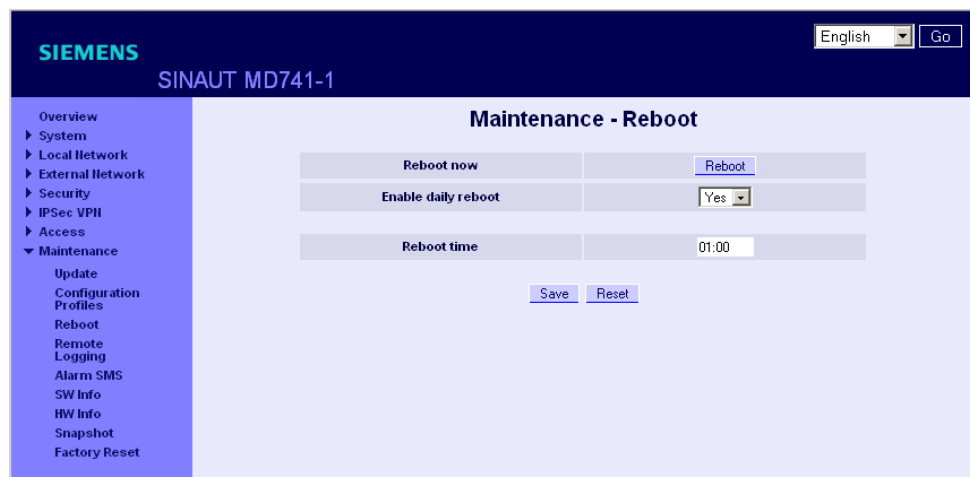 English
Go
SIEMENS
SINAUT MD741-1
Overview
System
Local Network
External Network
Security
IPSec VPN
Access
Maintenance
Update
Configuration
Profiles
Reboot
Remote
Logging
Alarm SMS
SW Info
HW Info
Snapshot
Factory Reset
Maintenance - Reboot
Reboot now
Reboot
Enable daily reboot
Yes
Reboot time
01:00
Save
Reset